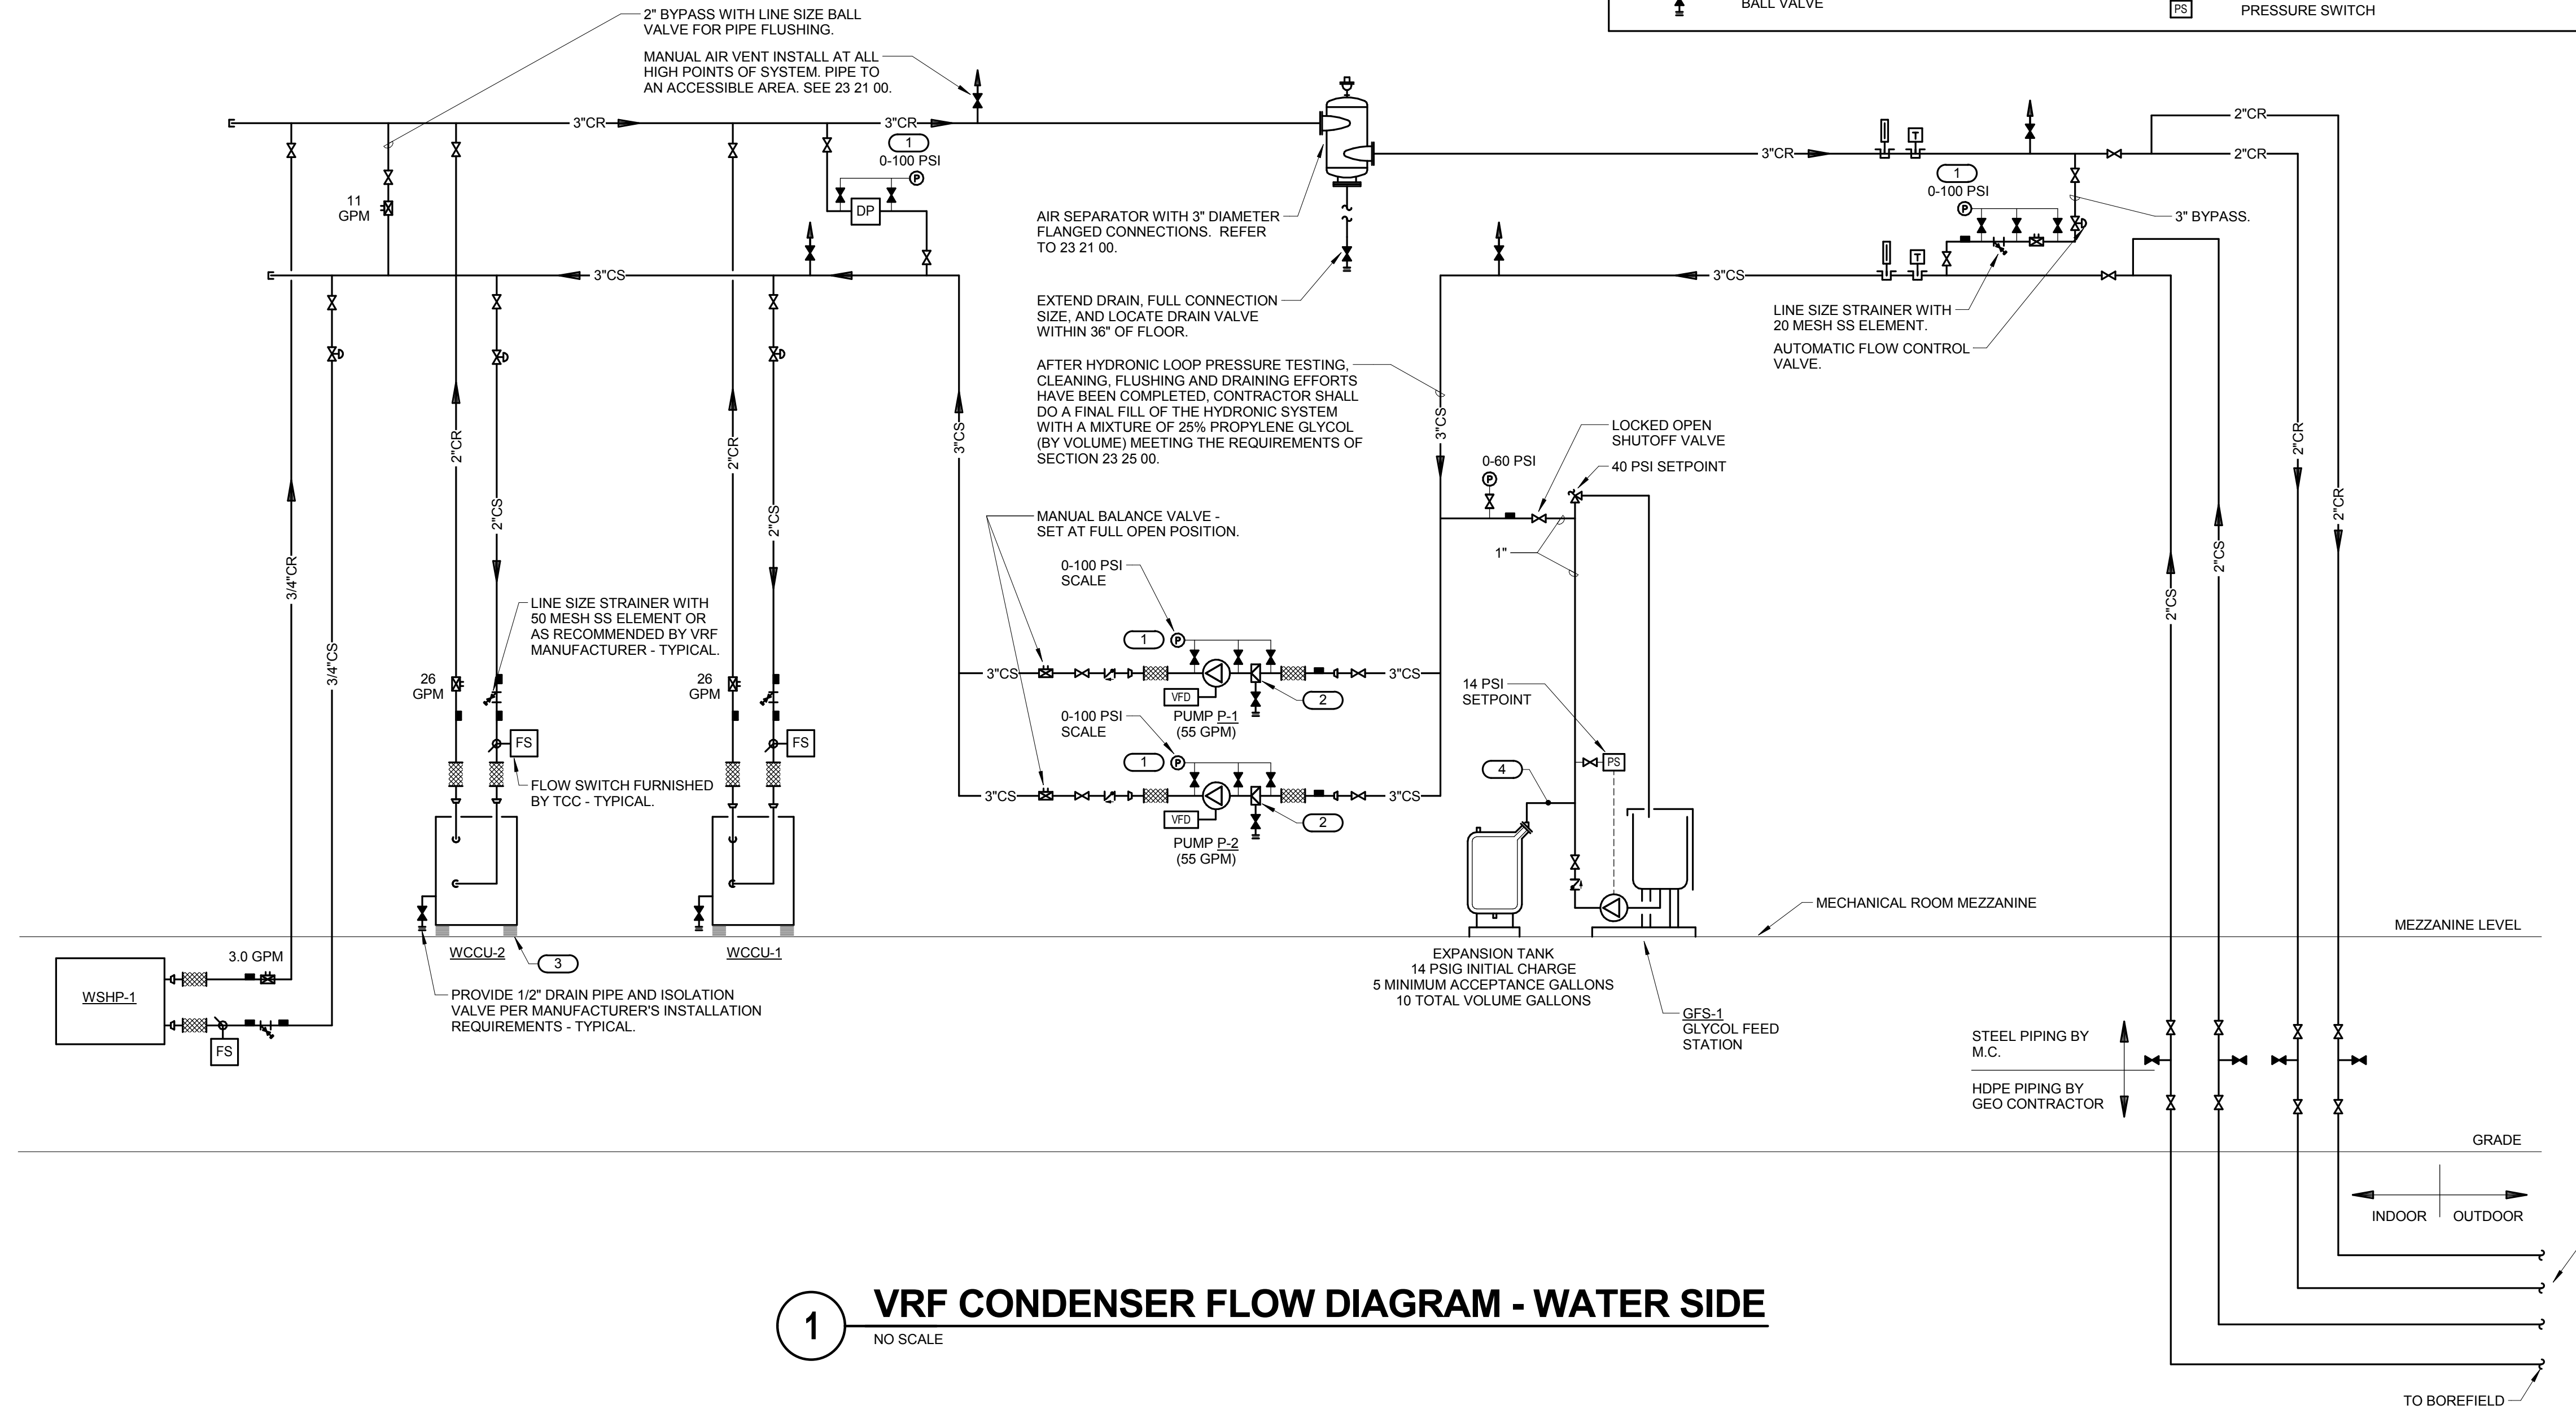 BALL VALVE
PS
PRESSURE SWITCH
2" BYPASS WITH LINE SIZE BALL
VALVE FOR PIPE FLUSHING.
MANUAL AIR VENT INSTALL AT ALL
HIGH POINTS OF SYSTEM. PIPE TO
AN ACCESSIBLE AREA. SEE 23 21 00.
3"CR
3"CR
1
0-100 PSI
P
DP
11
GPM
3"CS
3/4"CR
3/4"CS
2"CR
2"CS
2"CR
2"CS
AIR SEPARATOR WITH 3" DIAMETER
FLANGED CONNECTIONS. REFER
TO 23 21 00.
EXTEND DRAIN, FULL CONNECTION
SIZE, AND LOCATE DRAIN VALVE
WITHIN 36" OF FLOOR.
AFTER HYDRONIC LOOP PRESSURE TESTING,
CLEANING, FLUSHING AND DRAINING EFFORTS
HAVE BEEN COMPLETED, CONTRACTOR SHALL
DO A FINAL FILL OF THE HYDRONIC SYSTEM
WITH A MIXTURE OF 25% PROPYLENE GLYCOL
(BY VOLUME) MEETING THE REQUIREMENTS OF
SECTION 23 25 00.
3"CR
T
2"CR
2"CR
1
0-100 PSI
P
3" BYPASS.
3"CS
T
LINE SIZE STRAINER WITH
20 MESH SS ELEMENT.
AUTOMATIC FLOW CONTROL
VALVE.
3"CS
3"CS
LOCKED OPEN
SHUTOFF VALVE
40 PSI SETPOINT
0-60 PSI
P
1"
MANUAL BALANCE VALVE -
SET AT FULL OPEN POSITION.
0-100 PSI
SCALE
1
P
3"CS
3"CS
VFD
PUMP P-1
(55 GPM)
2
0-100 PSI
SCALE
1
P
3"CS
3"CS
VFD
PUMP P-2
(55 GPM)
2
14 PSI
SETPOINT
PS
4
2"CR
2"CR
2"CS
2"CS
LINE SIZE STRAINER WITH
50 MESH SS ELEMENT OR
AS RECOMMENDED BY VRF
MANUFACTURER - TYPICAL.
26
GPM
26
GPM
FS
FS
FLOW SWITCH FURNISHED
BY TCC - TYPICAL.
MECHANICAL ROOM MEZZANINE
MEZZANINE LEVEL
WCCU-2
3
WCCU-1
3.0 GPM
WSHP-1
FS
PROVIDE 1/2" DRAIN PIPE AND ISOLATION
VALVE PER MANUFACTURER'S INSTALLATION
REQUIREMENTS - TYPICAL.
EXPANSION TANK
14 PSIG INITIAL CHARGE
5 MINIMUM ACCEPTANCE GALLONS
10 TOTAL VOLUME GALLONS
GFS-1
GLYCOL FEED
STATION
STEEL PIPING BY
M.C.
HDPE PIPING BY
GEO CONTRACTOR
GRADE
INDOOR
OUTDOOR
1
VRF CONDENSER FLOW DIAGRAM - WATER SIDE
NO SCALE
TO BOREFIELD